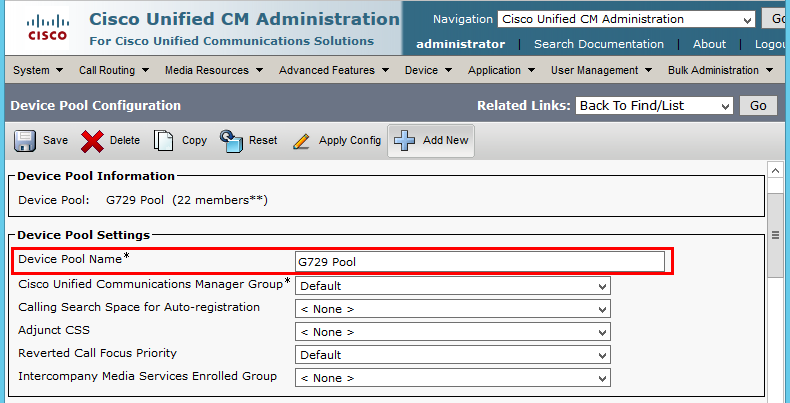 Cisco Unified CM Administration
Navigation Cisco Unified CM Administration Go
CISCO For Cisco Unified Communications Solutions
administrator Search Documentation About Logou
System Call Routing Media Resources Advanced Features Device Application User Management Bulk Administration
Device Pool Configuration Related Links: Back To Find/List Go
Save Delete Copy Reset Apply Config Add New
Device Pool Information
Device Pool: G729 Pool (22 members**)
Device Pool Settings
Device Pool Name* G729 Pool
Cisco Unified Communications Manager Group* Default
Calling Search Space for Auto-registration < None >
Adjunct CSS < None >
Reverted Call Focus Priority Default
Intercompany Media Services Enrolled Group < None >